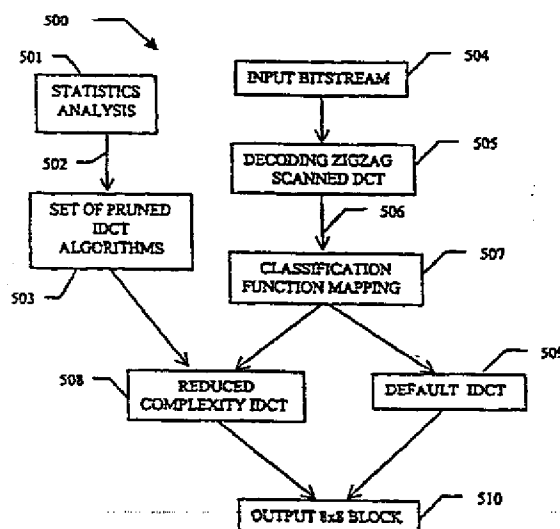 500
501
STATISTICS
ANALYSIS
502
SET OF PRUNED
IDCT
ALGORITHMS
503
504
INPUT BITSTREAM
505
DECODING ZIGZAG
SCANNED DCT
506
507
CLASSIFICATION
FUNCTION MAPPING
508
REDUCED
COMPLEXITY IDCT
509
DEFAULT IDCT
510
OUTPUT 8x8 BLOCK